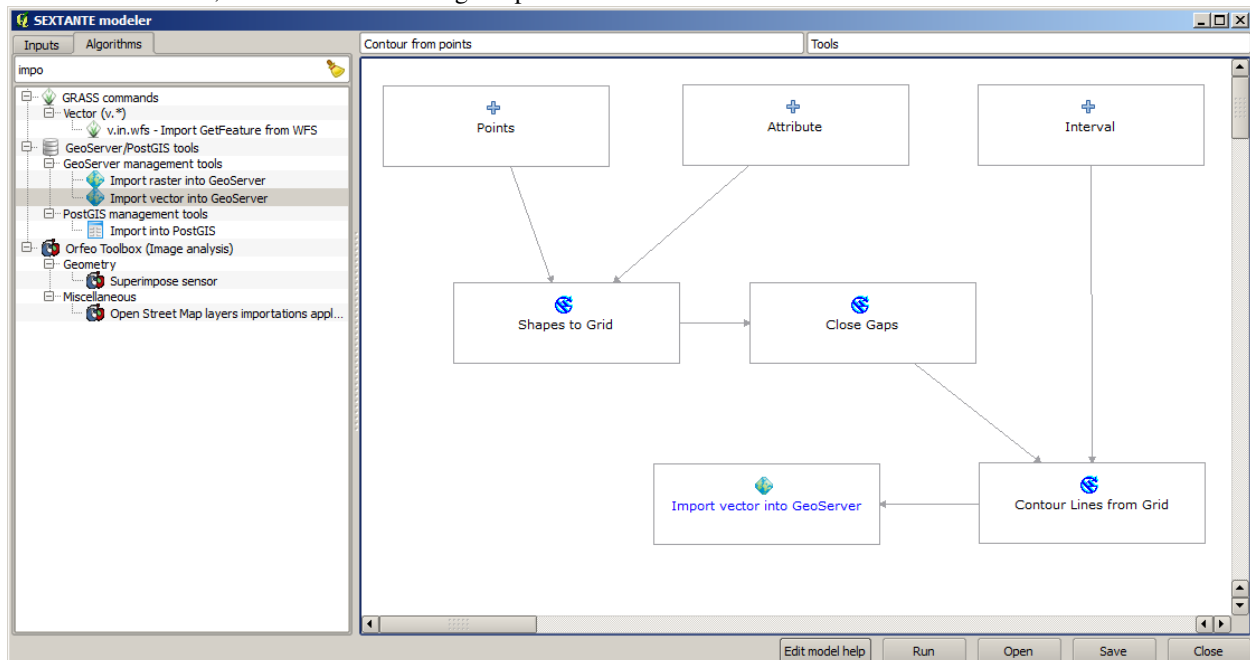 SEXTANTE modeler
Inputs
Algorithms
Contour from points
Tools
impo
GRASS commands
Vector (v.*)
v.in.wfs - Import GetFeature from WFS
GeoServer/PostGIS tools
GeoServer management tools
Import raster into GeoServer
Import vector into GeoServer
PostGIS management tools
Import into PostGIS
Orfeo Toolbox (Image analysis)
Geometry
Superimpose sensor
Miscellaneous
Open Street Map layers importations appl...
Points
Attribute
Interval
Shapes to Grid
Close Gaps
Import vector into GeoServer
Contour Lines from Grid
Edit model help
Run
Open
Save
Close